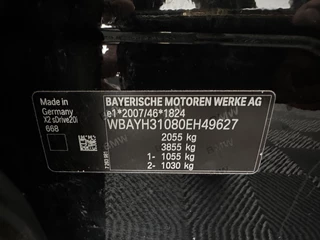 Made in
Germany
X2 sDrive20i
668
BAYERISCHE MOTOREN WERKE AG
e1*2007/46*1824
WBAYH31080EH49627
2055 kg
3855 kg
1- 1055 kg
2- 1030 kg